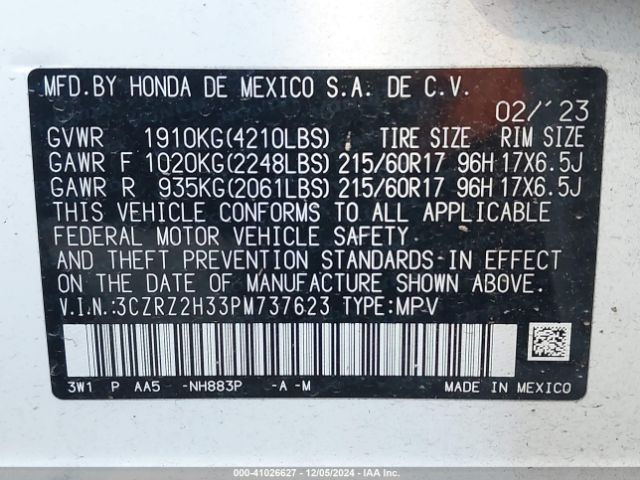 MFD.BY HONDA DE MEXICO S.A. DE C.V.
02/'23
GVWR 1910KG(4210LBS) TIRE SIZE RIM SIZE
GAWR F 1020KG(2248LBS) 215/60R17 96H 17X6.5J
GAWR R 935KG(2061LBS) 215/60R17 96H 17X6.5J
THIS VEHICLE CONFORMS TO ALL APPLICABLE
FEDERAL MOTOR VEHICLE SAFETY
AND THEFT PREVENTION STANDARDS IN EFFECT
ON THE DATE OF MANUFACTURE SHOWN ABOVE.
V.I.N.:3CZRZ2H33PM737623 TYPE:MPV
3W1 P AA5 -NH883P -A -M MADE IN MEXICO
000-41026627 - 12/05/2024 - IAA Inc.